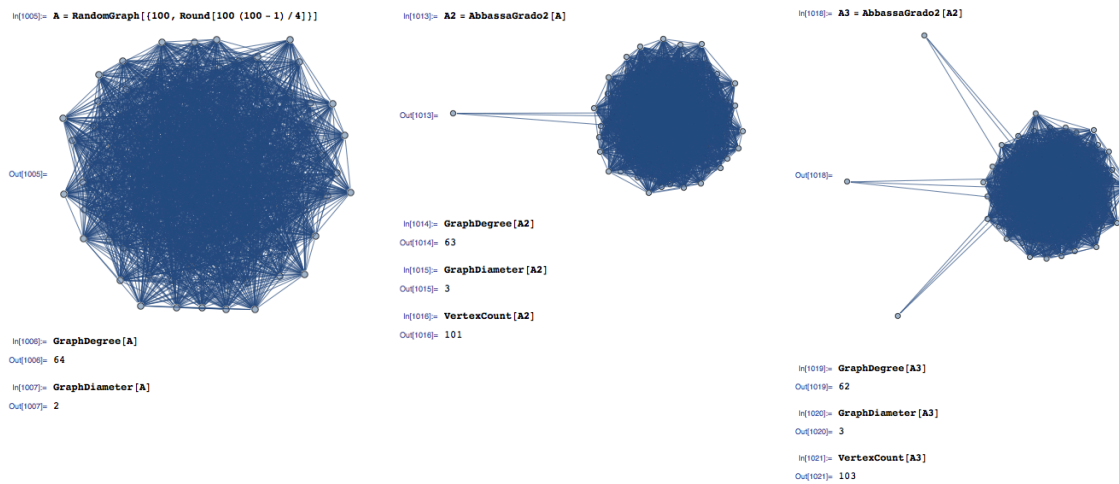 In[1005]:= A = RandomGraph[{100, Round[100 (100 - 1) / 4]}]
Out[1005]=
In[1006]:= GraphDegree[A]
Out[1006]= 64
In[1007]:= GraphDiameter[A]
Out[1007]= 2
In[1013]:= A2 = AbbassaGrado2[A]
Out[1013]=
In[1014]:= GraphDegree[A2]
Out[1014]= 63
In[1015]:= GraphDiameter[A2]
Out[1015]= 3
In[1016]:= VertexCount[A2]
Out[1016]= 101
In[1018]:= A3 = AbbassaGrado2[A2]
Out[1018]=
In[1019]:= GraphDegree[A3]
Out[1019]= 62
In[1020]:= GraphDiameter[A3]
Out[1020]= 3
In[1021]:= VertexCount[A3]
Out[1021]= 103